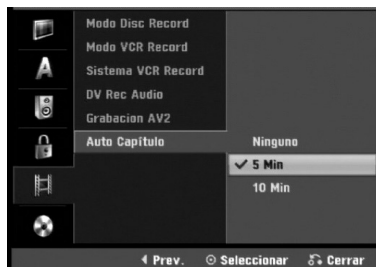 Modo Disc Record
Modo VCR Record
Sistema VCR Record
DV Rec Audio
Grabacion AV2
Auto Capítulo
Ninguno
✓ 5 Min
10 Min
A
Prev. Seleccionar Cerrar